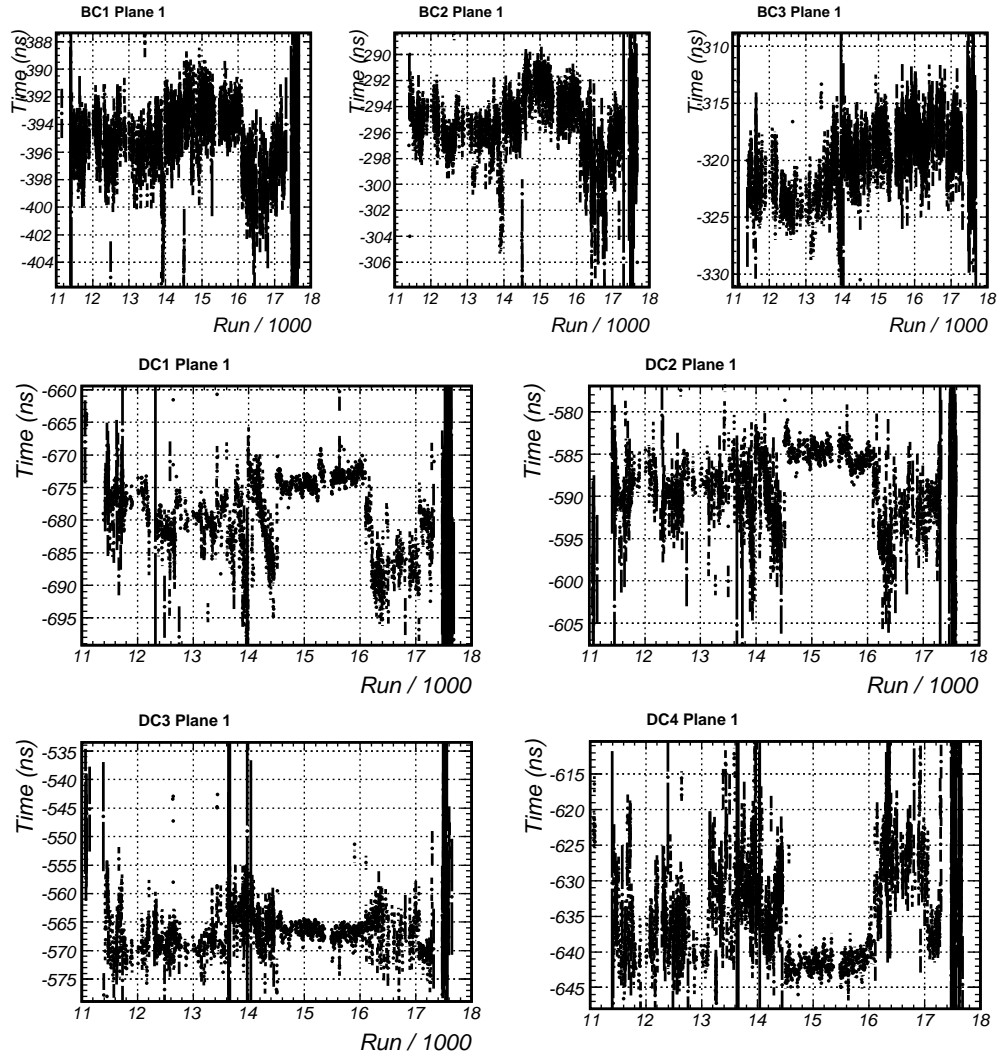 BC1 Plane 1
BC2 Plane 1
BC3 Plane 1
Time (ns)
-388
-390
-392
-394
-396
-398
-400
-402
-404
11 12 13 14 15 16 17 18
Run / 1000
Time (ns)
-290
-292
-294
-296
-298
-300
-302
-304
-306
11 12 13 14 15 16 17 18
Run / 1000
Time (ns)
-310
-315
-320
-325
-330
11 12 13 14 15 16 17 18
Run / 1000
DC1 Plane 1
DC2 Plane 1
Time (ns)
-660
-665
-670
-675
-680
-685
-690
-695
11 12 13 14 15 16 17 18
Run / 1000
Time (ns)
-580
-585
-590
-595
-600
-605
11 12 13 14 15 16 17 18
Run / 1000
DC3 Plane 1
DC4 Plane 1
Time (ns)
-535
-540
-545
-550
-555
-560
-565
-570
-575
11 12 13 14 15 16 17 18
Run / 1000
Time (ns)
-615
-620
-625
-630
-635
-640
-645
11 12 13 14 15 16 17 18
Run / 1000